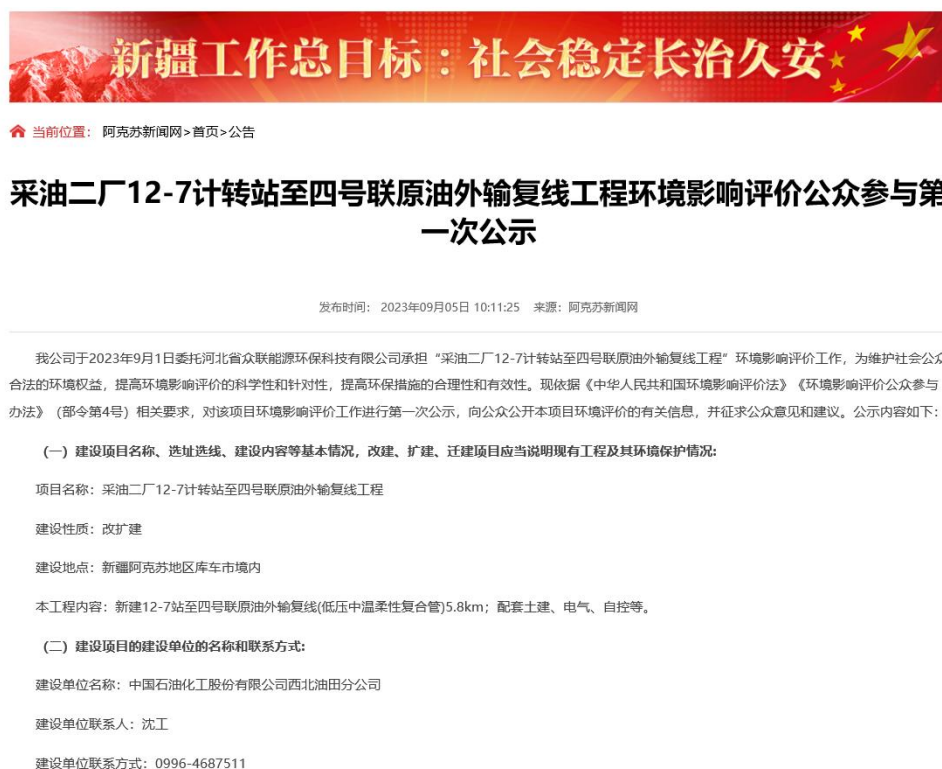 新疆工作总目标：社会稳定长治久安
当前位置： 阿克苏新闻网>首页>公告
采油二厂12-7计转站至四号联原油外输复线工程环境影响评价公众参与第
一次公示
发布时间： 2023年09月05日 10:11:25 来源：阿克苏新闻网
我公司于2023年9月1日委托河北省众联能源环保科技有限公司承担“采油二厂12-7计转站至四号联原油外输复线工程”环境影响评价工作，为维护社会公众
合法的环境权益，提高环境影响评价的科学性和针对性，提高环保措施的合理性和有效性。现依据《中华人民共和国环境影响评价法》《环境影响评价公众参与
办法》（部令第4号）相关要求，对该项目环境影响评价工作进行第一次公示，向公众公开本项目环境评价的有关信息，并征求公众意见和建议。公示内容如下：
（一）建设项目名称、选址选线、建设内容等基本情况，改建、扩建、迁建项目应当说明现有工程及其环境保护情况:
项目名称：采油二厂12-7计转站至四号联原油外输复线工程
建设性质：改扩建
建设地点：新疆阿克苏地区库车市境内
本工程内容：新建12-7站至四号联原油外输复线(低压中温柔性复合管)5.8km；配套土建、电气、自控等。
（二）建设项目的建设单位的名称和联系方式:
建设单位名称：中国石油化工股份有限公司西北油田分公司
建设单位联系人：沈工
建设单位联系方式：0996-4687511